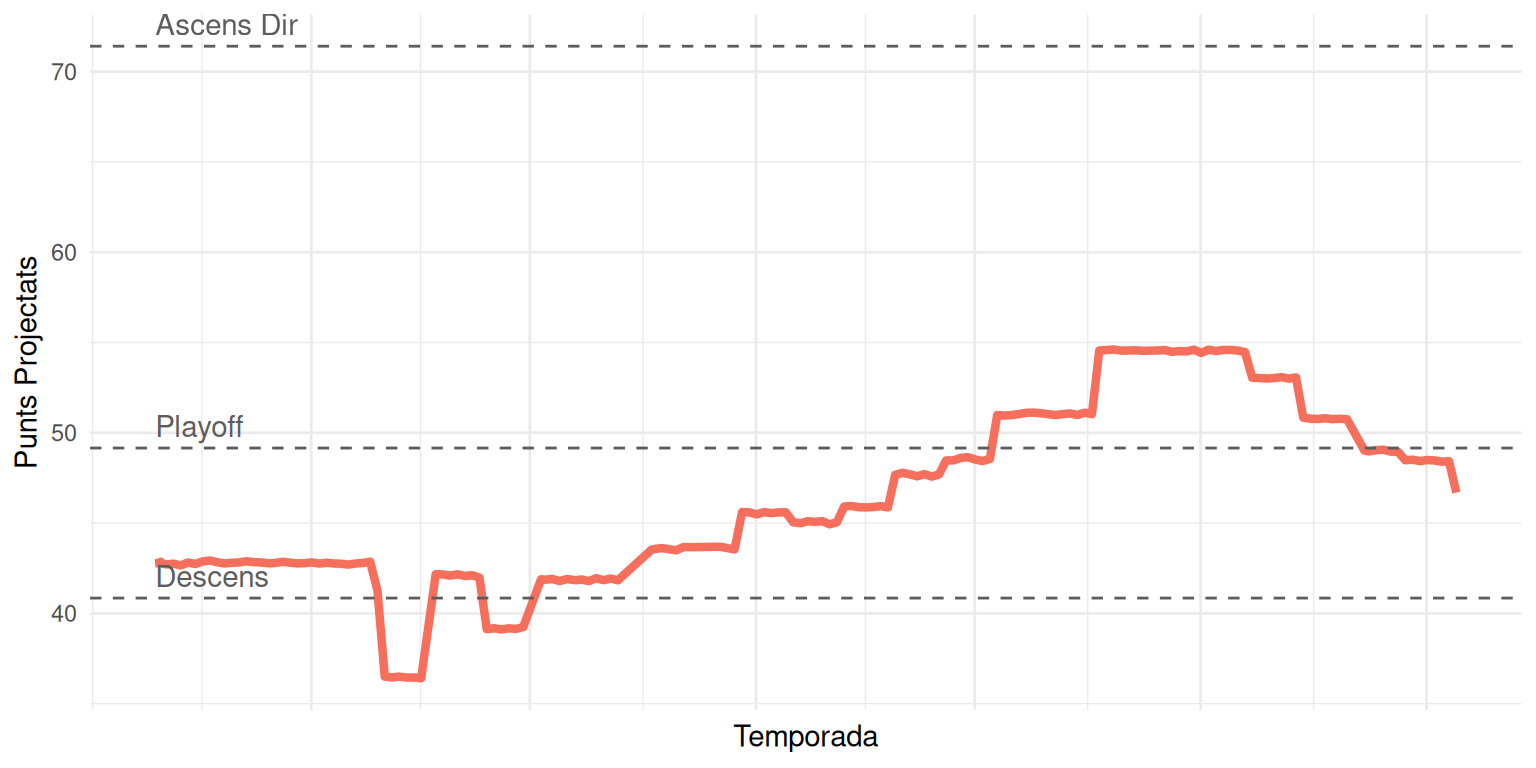 Ascens Dir
70
60
Punts Projectats
Playoff
50
Descens
40
Temporada